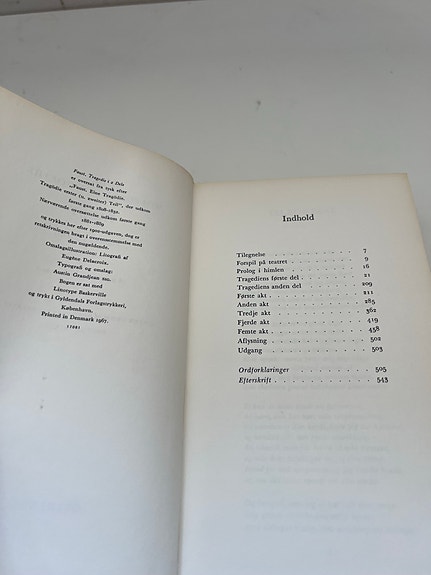 Faust, Tragedie i 2 Dele
er oversat fra tysk efter
„Faust. Eine Tragödie.
Tragödie erster (u. zweiter) Teil“, der udkom
første gang 1808-1832.
Nærværende oversættelse udkom første gang
1881-1889
og trykkes her efter 1900-udgaven, dog er
retskrivningen bragt i overensstemmelse med
den nugældende.
Omslagsillustration: Litografi af
Eugène Delacroix.
Typografi og omslag:
Austin Grandjean
Bogen er sat med
Linotype Baskerville
og trykt i Gyldendals Forlagstrykkeri,
København.
Printed in Denmark 1967.
Indhold
Tilegnelse . . . . . . . . . . . . 7
Forspil på teatret . . . . . . . . . . 9
Prolog i himlen . . . . . . . . . . 16
Tragediens første del . . . . . . . . 21
Tragediens anden del . . . . . . . . 209
Første akt . . . . . . . . . . . . 211
Anden akt . . . . . . . . . . . . 285
Tredje akt . . . . . . . . . . . . 362
Fjerde akt . . . . . . . . . . . . 419
Femte akt . . . . . . . . . . . . 458
Aflysning . . . . . . . . . . . . 502
Udgang . . . . . . . . . . . . 503
Ordforklaringer . . . . . . . . . . 505
Efterskrift . . . . . . . . . . . . 543